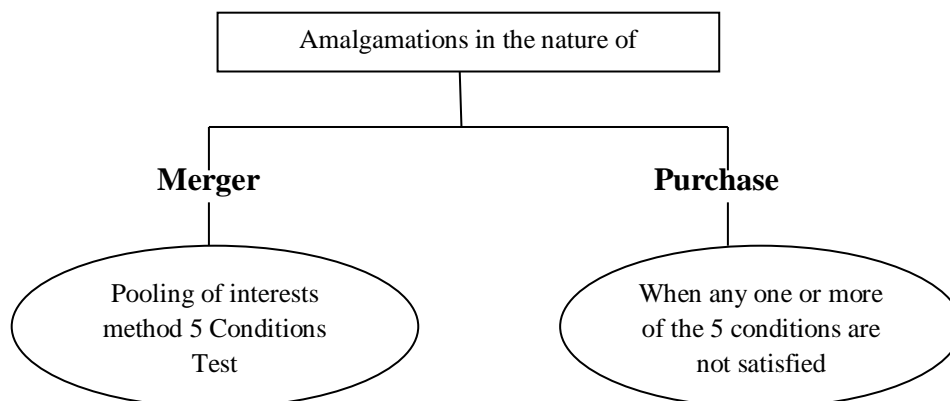 Amalgamations in the nature of
Merger
Purchase
Pooling of interests
method 5 Conditions
Test
When any one or more
of the 5 conditions are
not satisfied